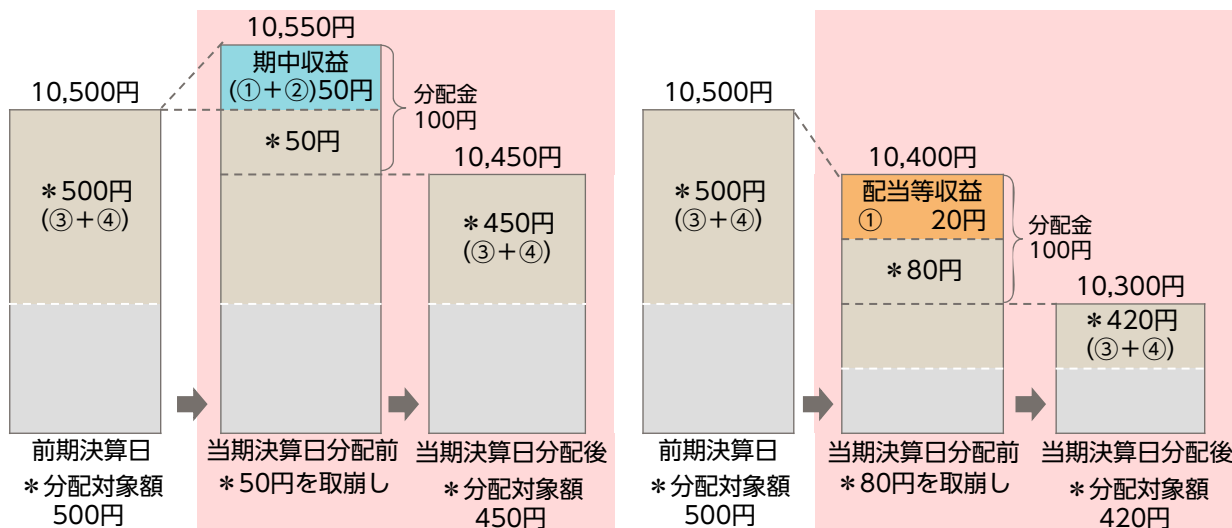 10,500円
＊500円
(③＋④)
前期決算日
＊分配対象額
500円
10,550円
期中収益
(①＋②)50円
＊50円
分配金
100円
当期決算日分配前
＊50円を取崩し
10,450円
＊450円
(③＋④)
当期決算日分配後
＊分配対象額
450円
10,500円
＊500円
(③＋④)
前期決算日
＊分配対象額
500円
10,400円
配当等収益
① 20円
＊80円
分配金
100円
当期決算日分配前
＊80円を取崩し
10,300円
＊420円
(③＋④)
当期決算日分配後
＊分配対象額
420円